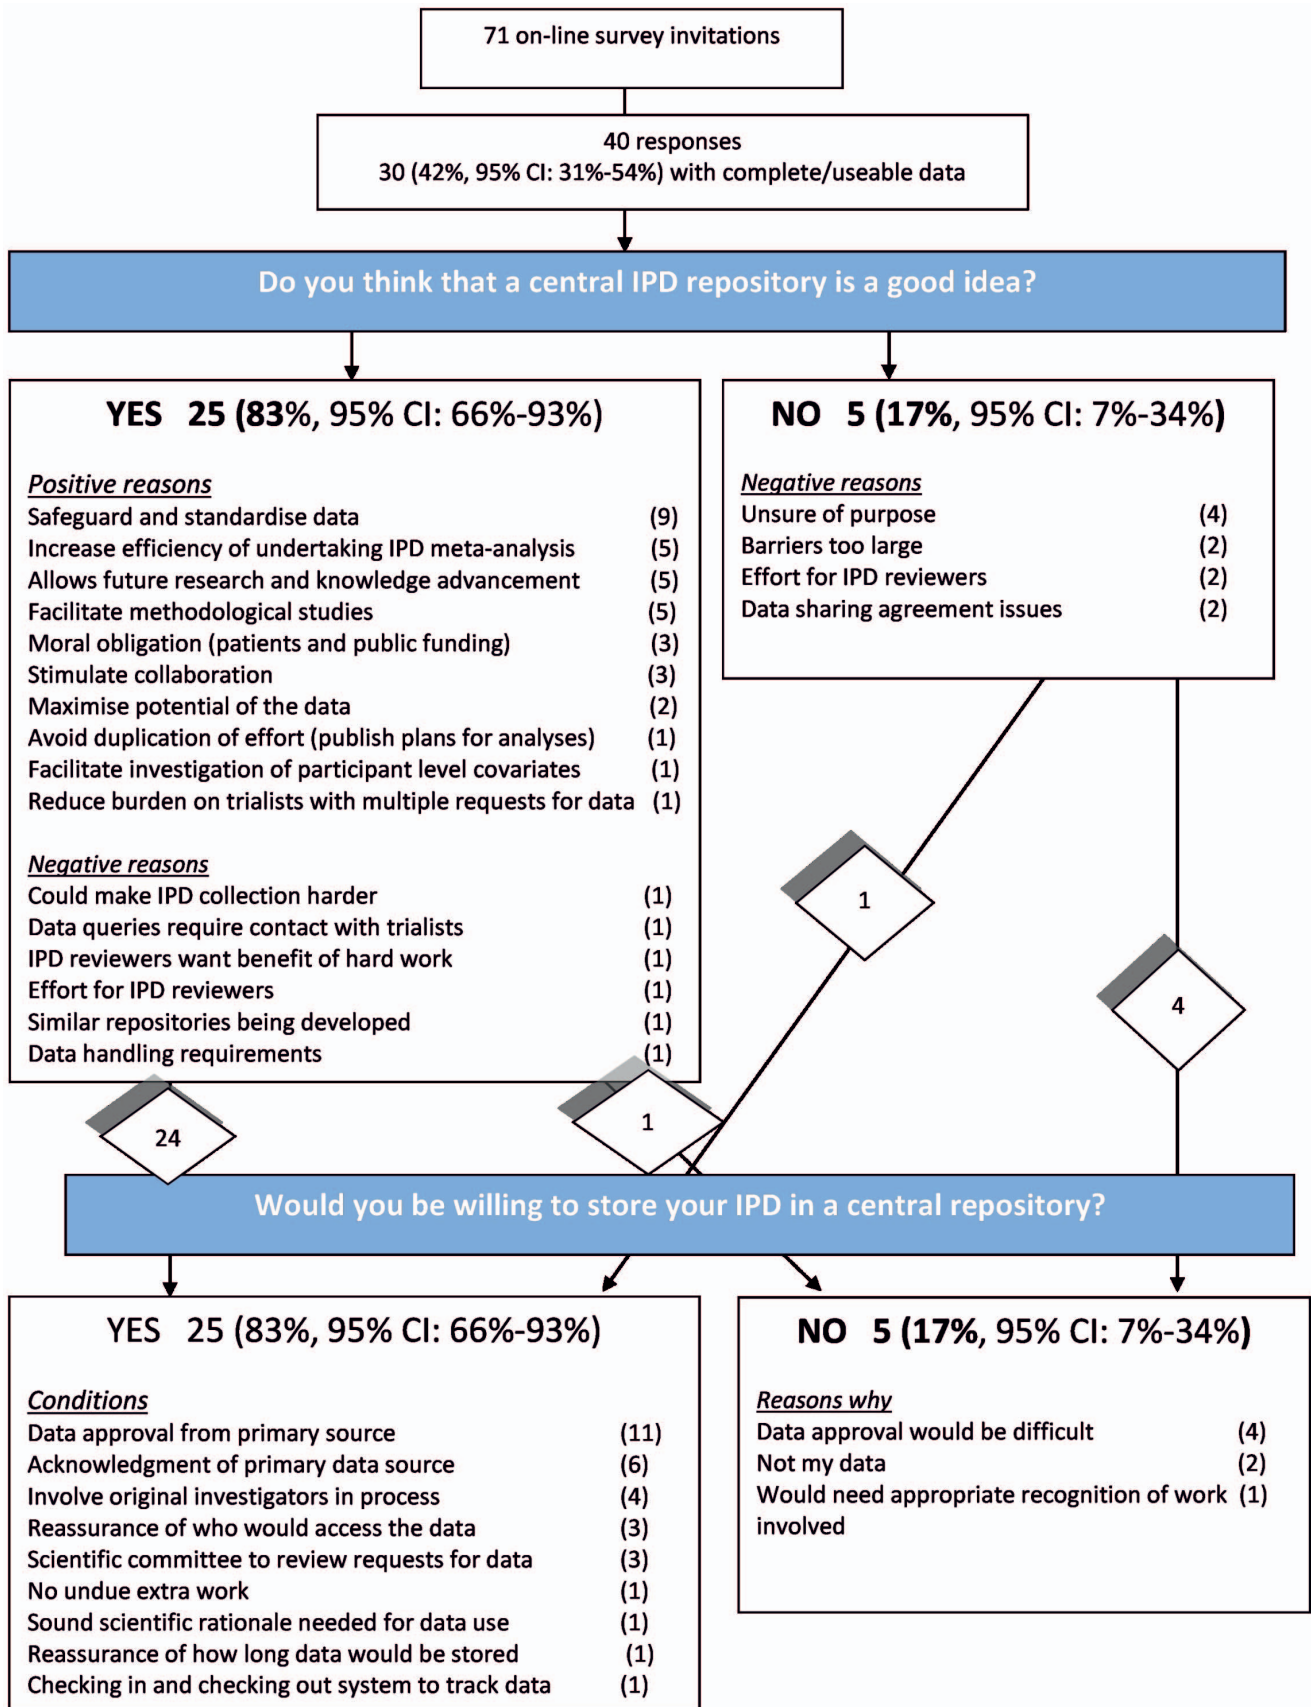 71 on-line survey invitations
40 responses
30 (42%, 95% CI: 31%-54%) with complete/useable data
Do you think that a central IPD repository is a good idea?
YES 25 (83%, 95% CI: 66%-93%)
Positive reasons
Safeguard and standardise data (9)
Increase efficiency of undertaking IPD meta-analysis (5)
Allows future research and knowledge advancement (5)
Facilitate methodological studies (5)
Moral obligation (patients and public funding) (3)
Stimulate collaboration (3)
Maximise potential of the data (2)
Avoid duplication of effort (publish plans for analyses) (1)
Facilitate investigation of participant level covariates (1)
Reduce burden on trialists with multiple requests for data (1)
Negative reasons
Could make IPD collection harder (1)
Data queries require contact with trialists (1)
IPD reviewers want benefit of hard work (1)
Effort for IPD reviewers (1)
Similar repositories being developed (1)
Data handling requirements (1)
NO 5 (17%, 95% CI: 7%-34%)
Negative reasons
Unsure of purpose (4)
Barriers too large (2)
Effort for IPD reviewers (2)
Data sharing agreement issues (2)
1
4
24
1
Would you be willing to store your IPD in a central repository?
YES 25 (83%, 95% CI: 66%-93%)
Conditions
Data approval from primary source (11)
Acknowledgment of primary data source (6)
Involve original investigators in process (4)
Reassurance of who would access the data (3)
Scientific committee to review requests for data (3)
No undue extra work (1)
Sound scientific rationale needed for data use (1)
Reassurance of how long data would be stored (1)
Checking in and checking out system to track data (1)
NO 5 (17%, 95% CI: 7%-34%)
Reasons why
Data approval would be difficult (4)
Not my data (2)
Would need appropriate recognition of work (1)
involved